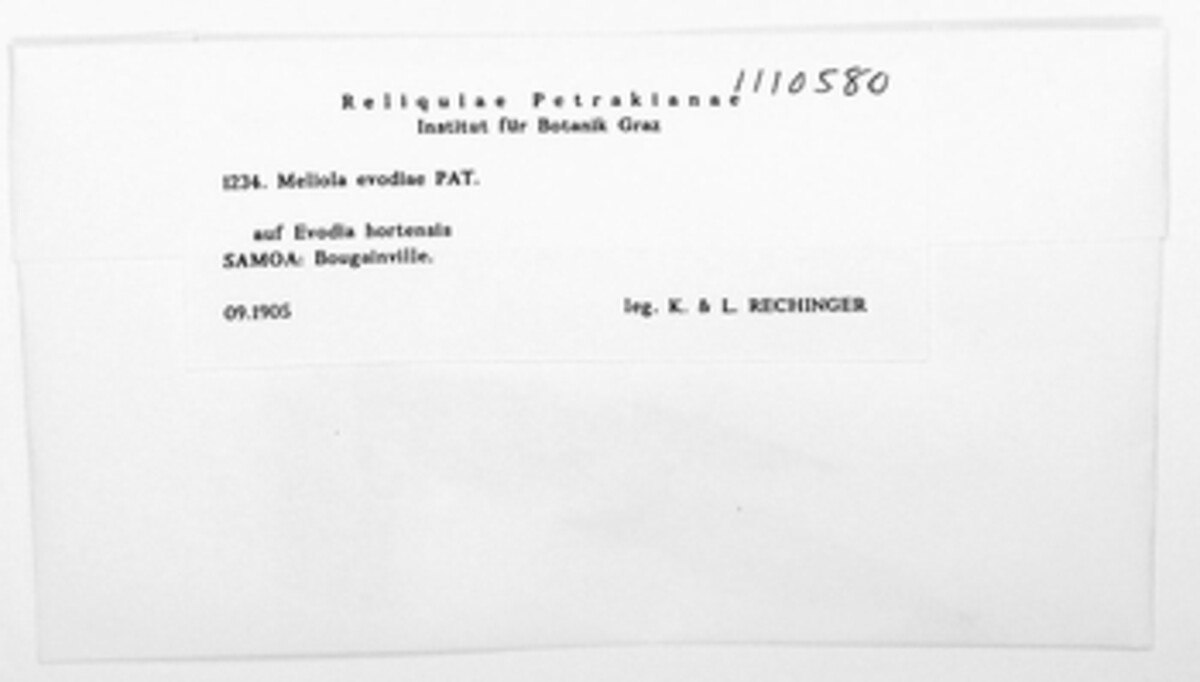 1110580
Reliquiae Petrakianae
Institut für Botanik Graz
1234. Meliola evodiae PAT.
auf Evodia hortensis
SAMOA: Bougainville.
09.1905 leg. K. & L. RECHINGER